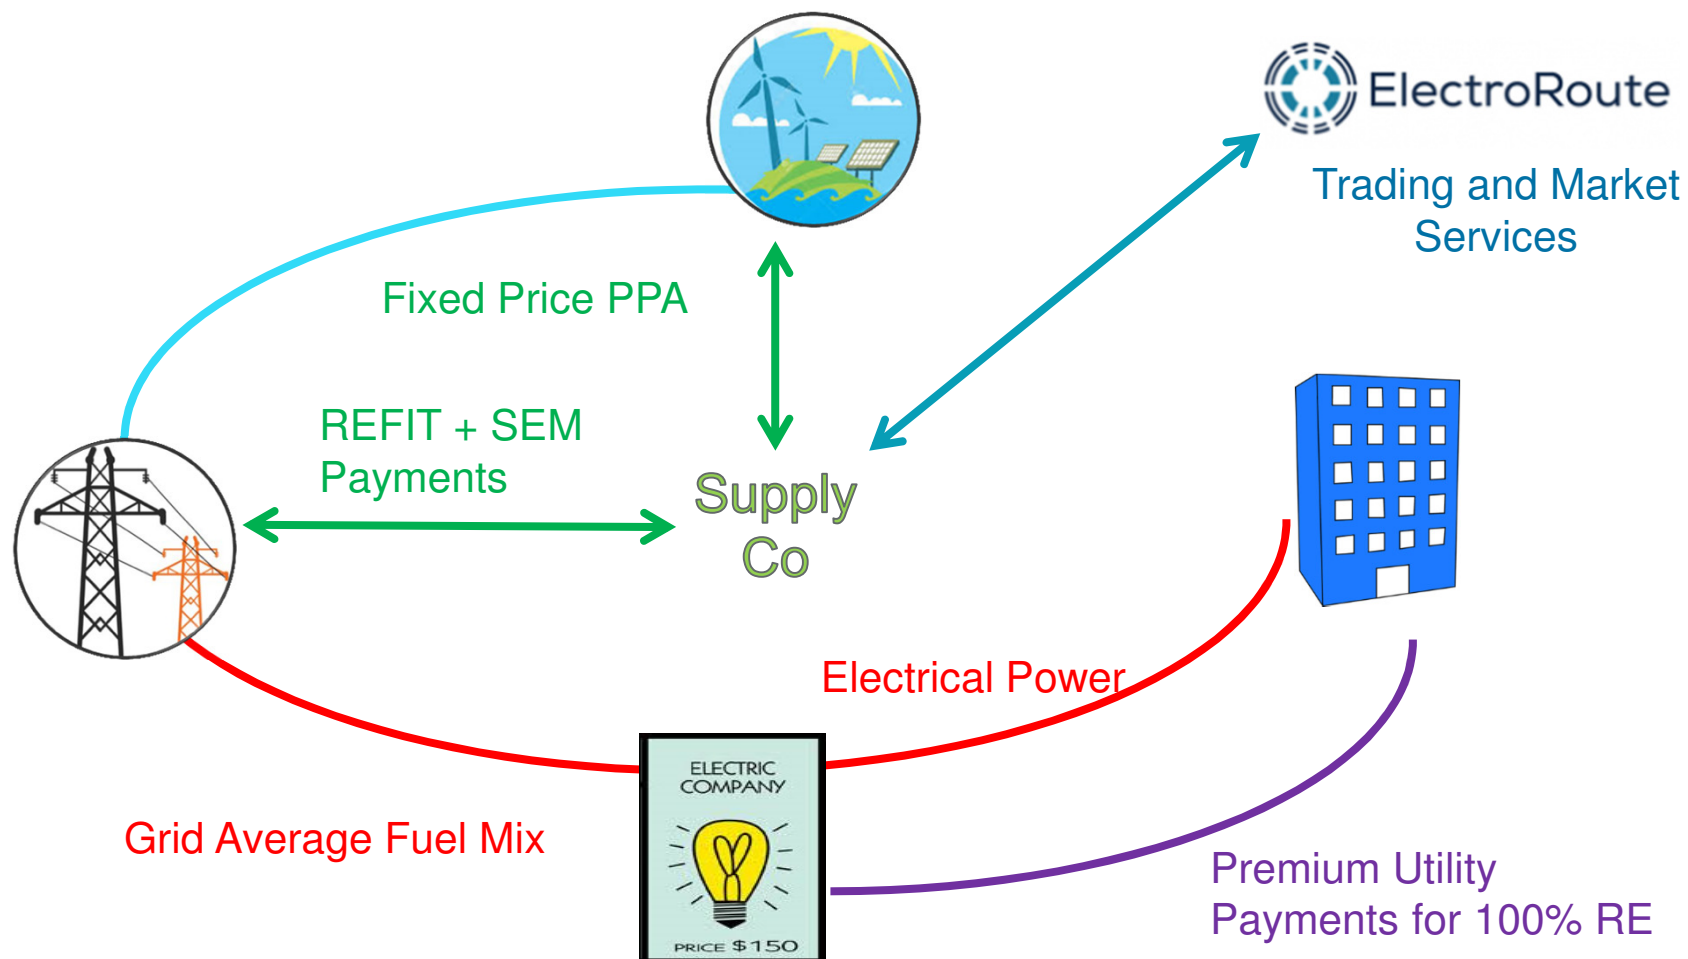 ElectroRoute
Trading and Market
Services
Fixed Price PPA
REFIT + SEM
Payments
Supply
Co
Electrical Power
ELECTRIC
COMPANY
PRICE $150
Grid Average Fuel Mix
Premium Utility
Payments for 100% RE